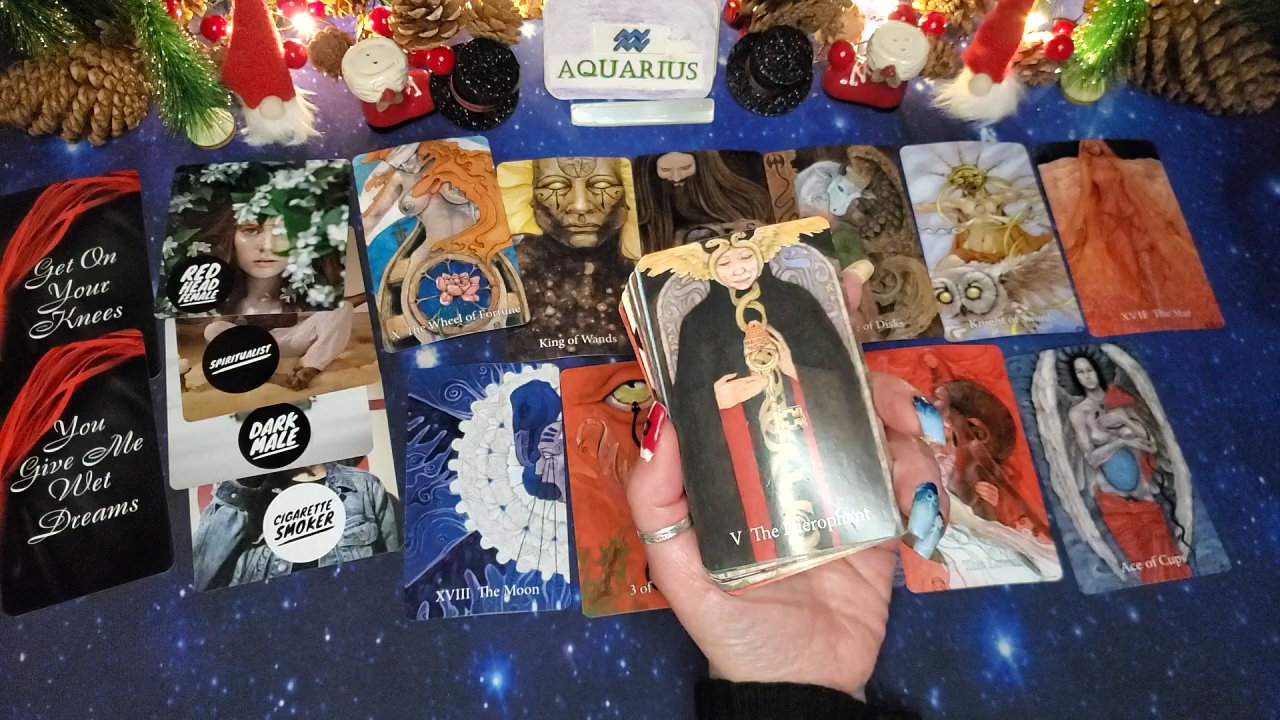 AQUARIUS
Get On
Your
Knees
You
Give Me
Wet
Dreams
RED
HEAD
FEMALE
SPIRITUALIST
DARK
MALE
CIGARETTE
SMOKER
X The Wheel of Fortune
King of Wands
of Disks
Knight of
XVII The Star
XVIII The Moon
3 of
V The Hierophant
The
Ace of Cups